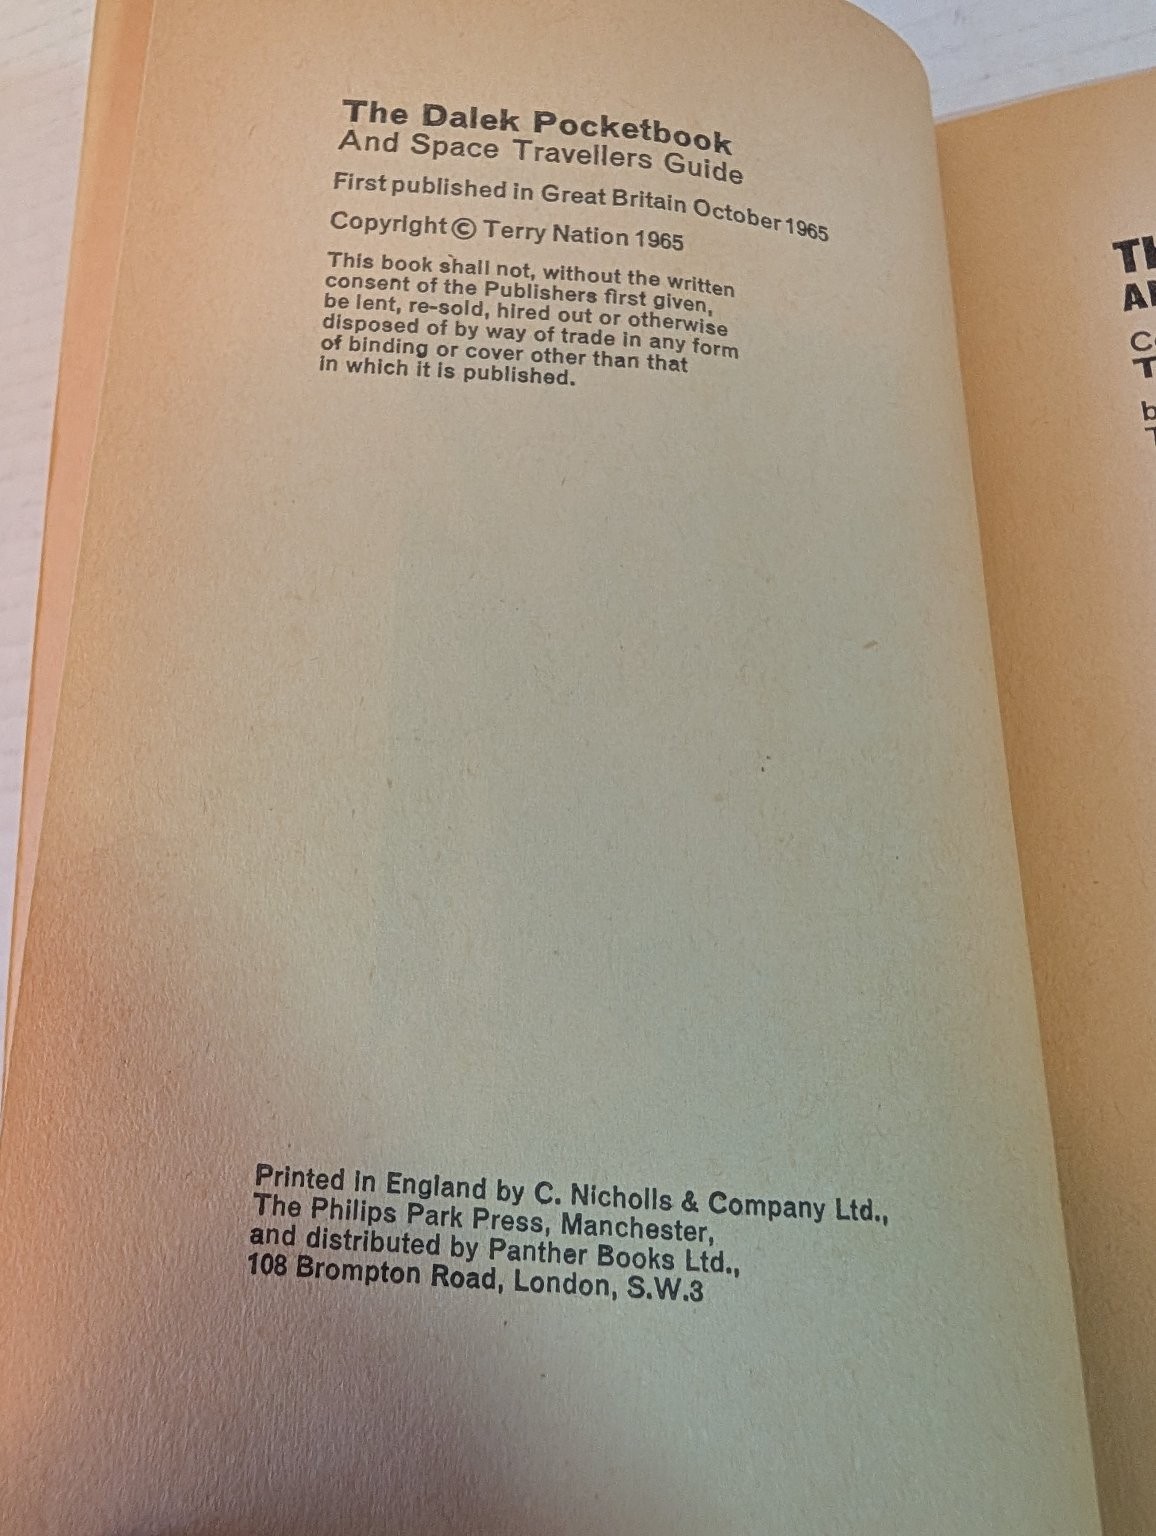 The Dalek Pocketbook
And Space Travellers Guide
First published in Great Britain October 1965
Copyright © Terry Nation 1965
This book shall not, without the written
consent of the Publishers first given,
be lent, re-sold, hired out or otherwise
disposed of by way of trade in any form
of binding or cover other than that
in which it is published.
Printed in England by C. Nicholls & Company Ltd.,
The Philips Park Press, Manchester,
and distributed by Panther Books Ltd.,
108 Brompton Road, London, S.W.3